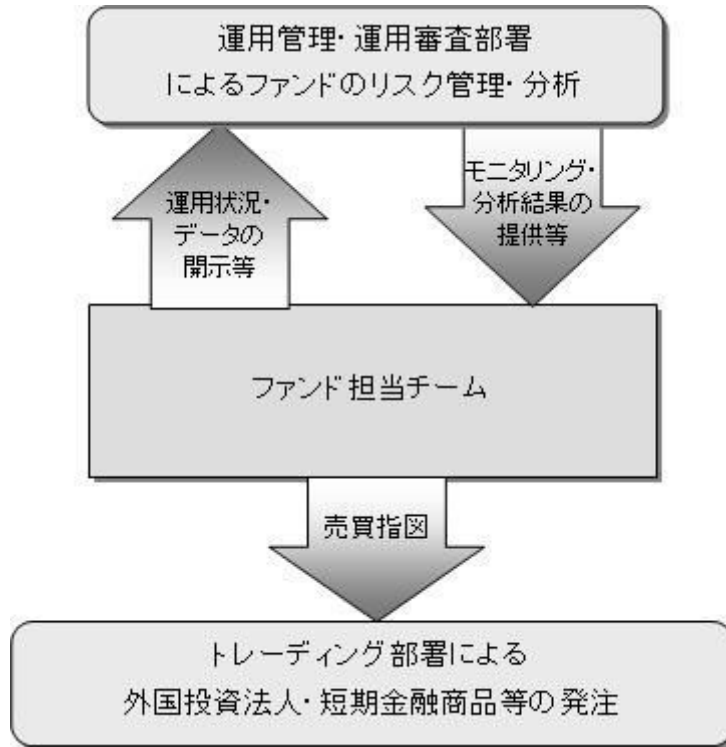 運用管理・運用審査部署
によるファンドのリスク管理・分析
運用状況・
データの
開示等
モニタリング・
分析結果の
提供等
ファンド担当チーム
売買指図
トレーディング部署による
外国投資法人・短期金融商品等の発注